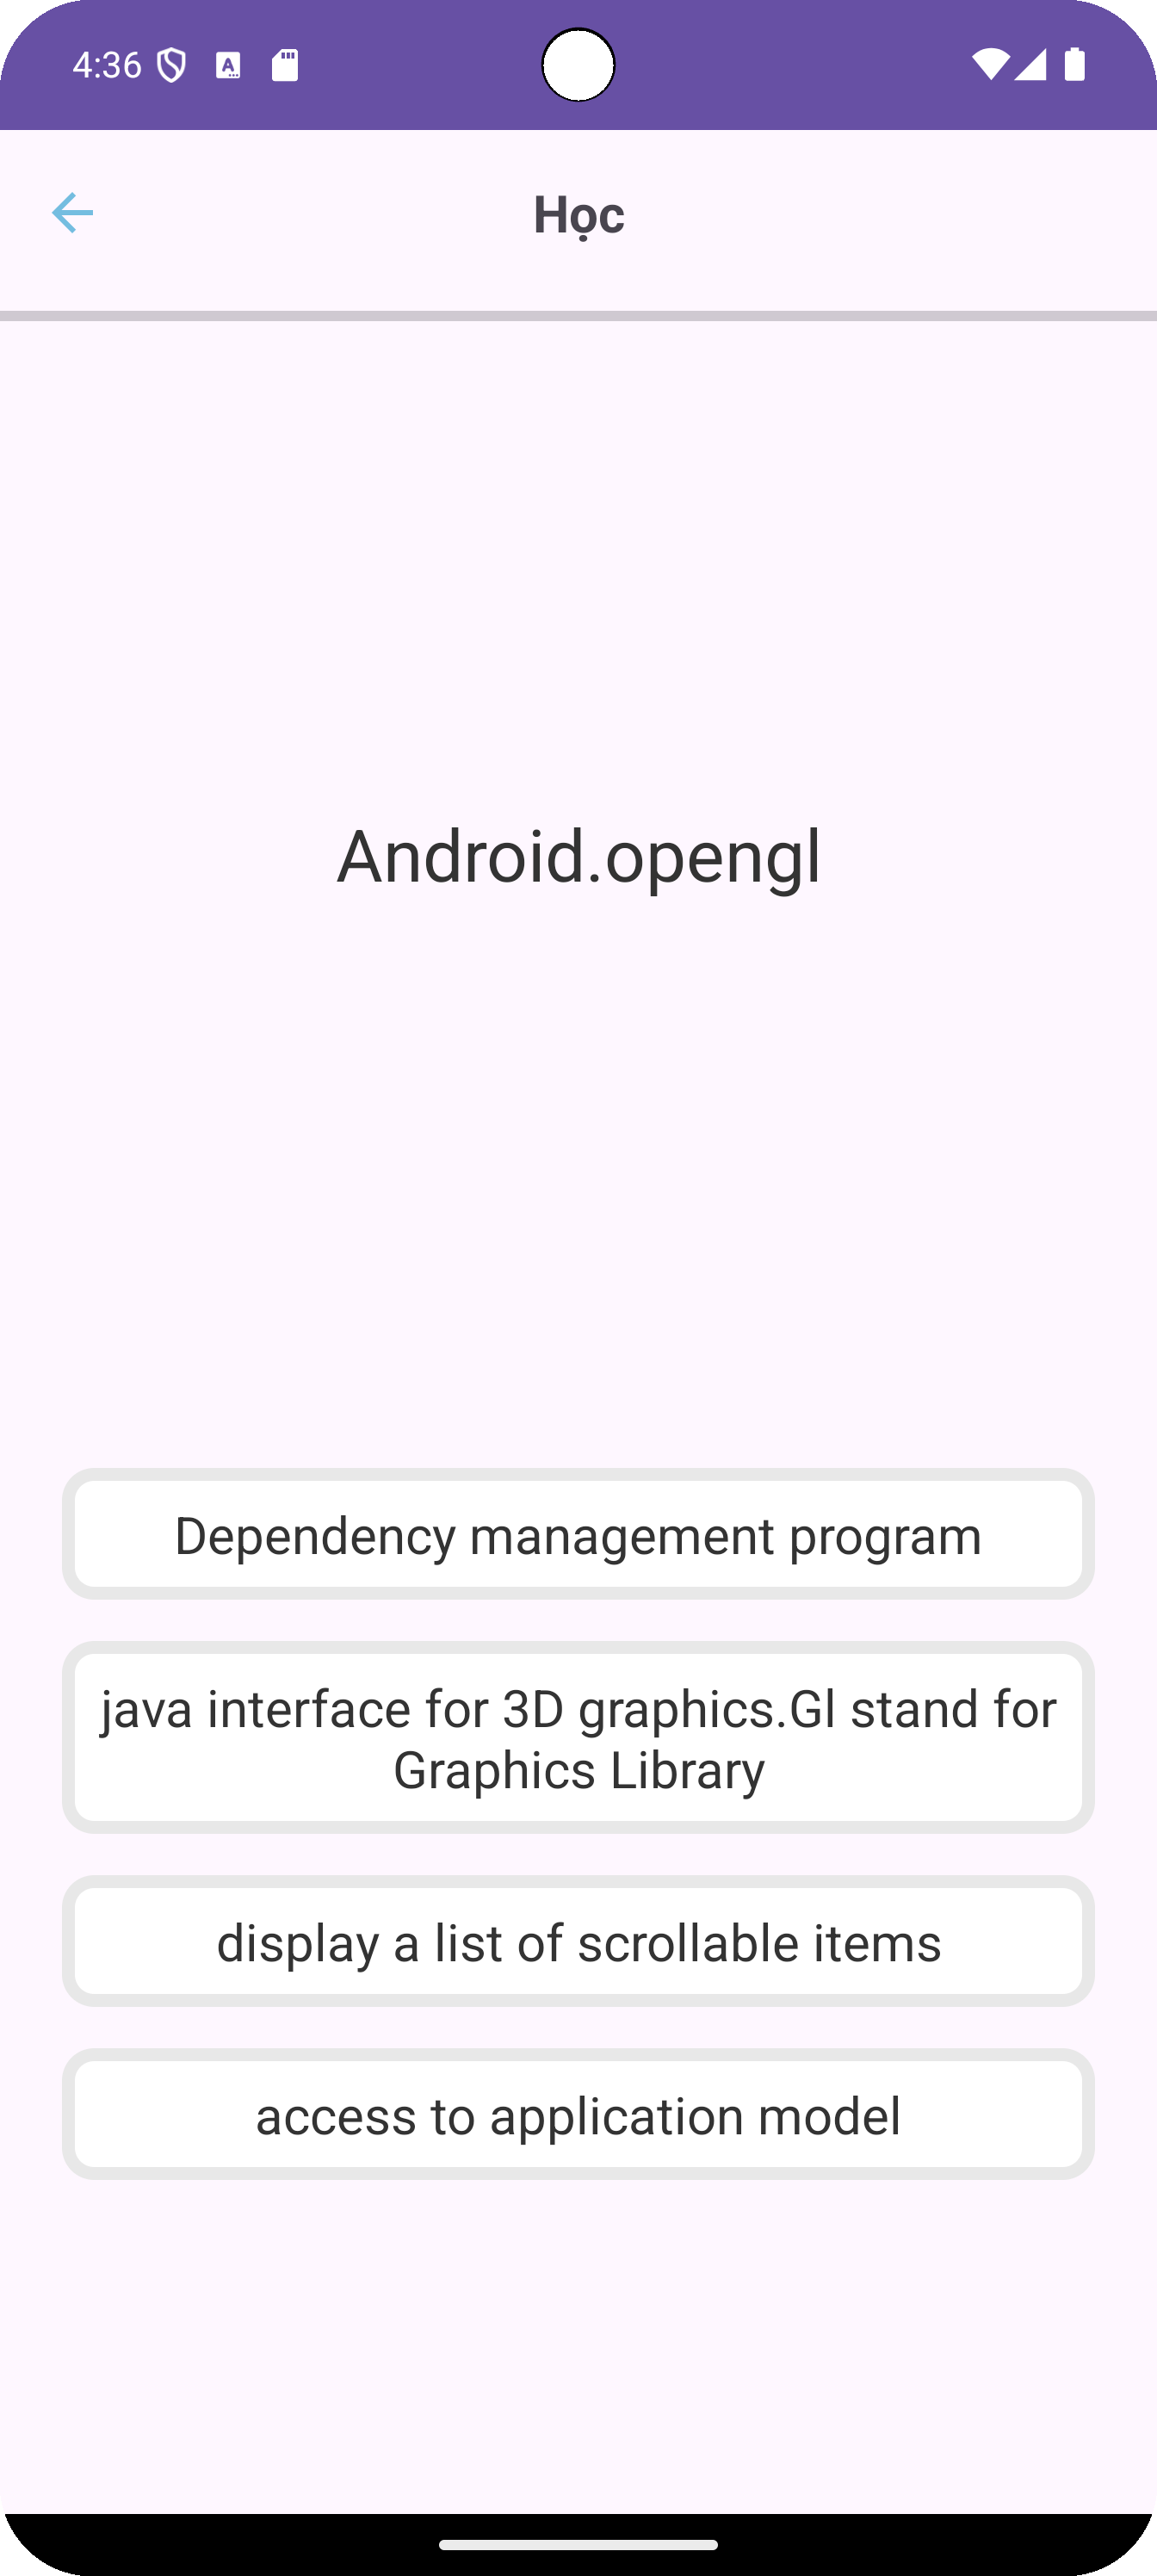 4:36
Học
Android.opengl
Dependency management program
java interface for 3D graphics.Gl stand for
Graphics Library
display a list of scrollable items
access to application model